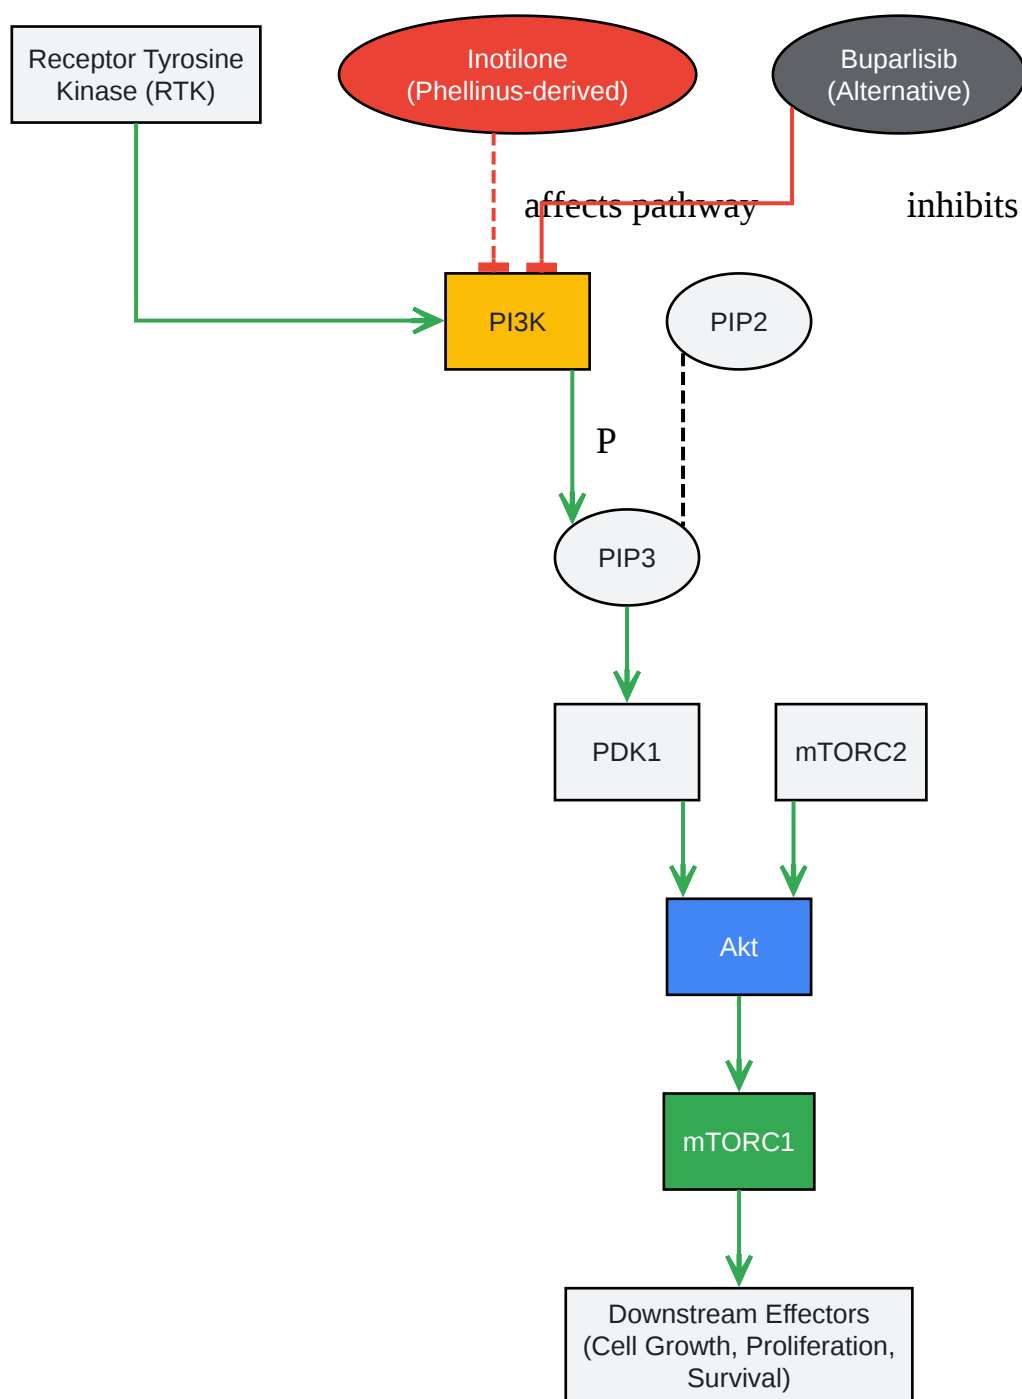 Receptor Tyrosine
Kinase (RTK)
Inotilone
(Phellinus-derived)
Buparlisib
(Alternative)
affects pathway
inhibits
PI3K
PIP2
P
PIP3
PDK1
mTORC2
Akt
mTORC1
Downstream Effectors
(Cell Growth, Proliferation,
Survival)